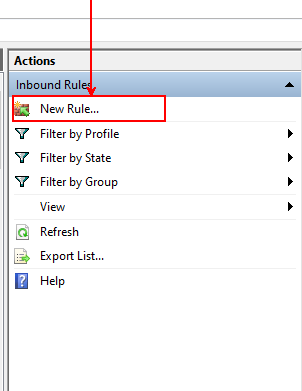 Actions
Inbound Rules
New Rule...
Filter by Profile
Filter by State
Filter by Group
View
Refresh
Export List...
Help